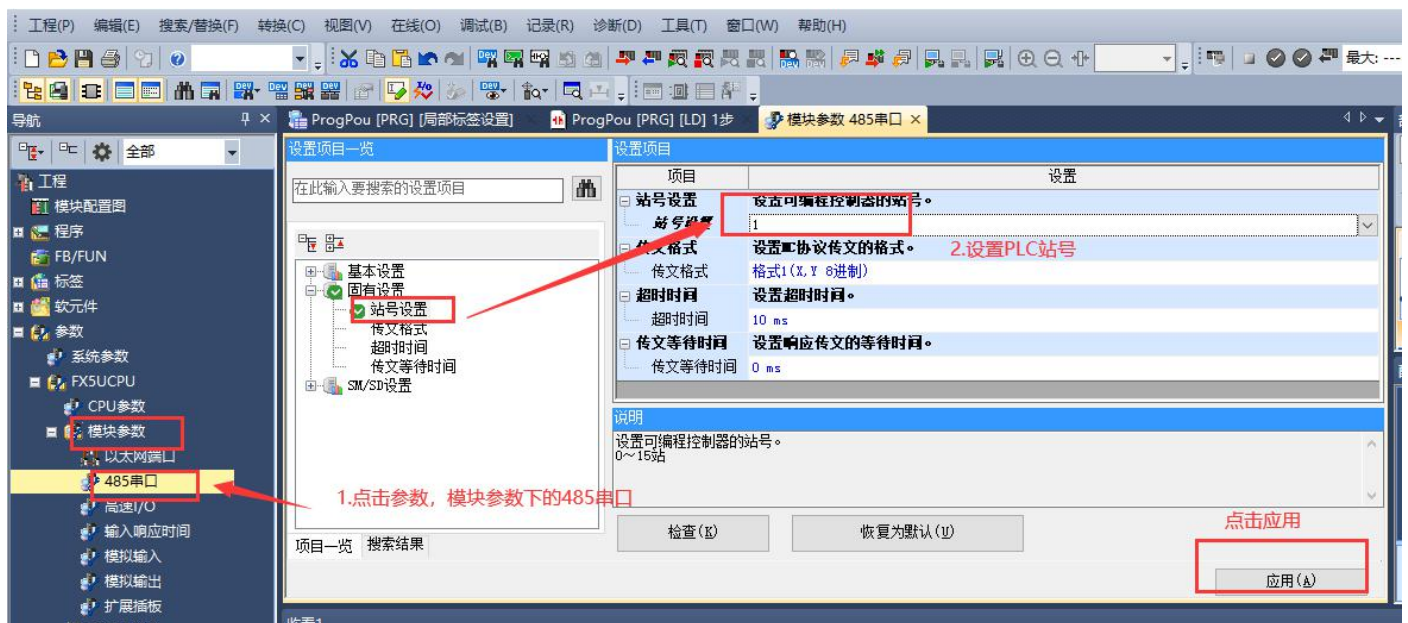 工程(P) 编辑(E) 搜索/替换(F) 转换(C) 视图(V) 在线(O) 调试(B) 记录(R) 诊断(D) 工具(T) 窗口(W) 帮助(H)
最大: ---
导航
ProgPou [PRG] [局部标签设置]
ProgPou [PRG] [LD] 1步
模块参数 485串口
全部
工程
模块配置图
程序
FB/FUN
标签
软元件
参数
系统参数
FX5UCPU
CPU参数
模块参数
以太网端口
485串口
高速I/O
输入响应时间
模拟输入
模拟输出
扩展插板
设置项目一览
在此输入要搜索的设置项目
基本设置
固有设置
站号设置
传文格式
超时时间
传文等待时间
SM/SD设置
1.点击参数，模块参数下的485串口
项目一览 搜索结果
设置项目
项目 设置
站号设置 设置可编程控制器的站号。
站号设置 1
传文格式 设置MC协议传文的格式。
2.设置PLC站号
传文格式 格式1(X,Y 8进制)
超时时间 设置超时时间。
超时时间 10 ms
传文等待时间 设置响应传文的等待时间。
传文等待时间 0 ms
说明
设置可编程控制器的站号。
0～15站
检查(K) 恢复为默认(U)
点击应用
应用(A)
监看1